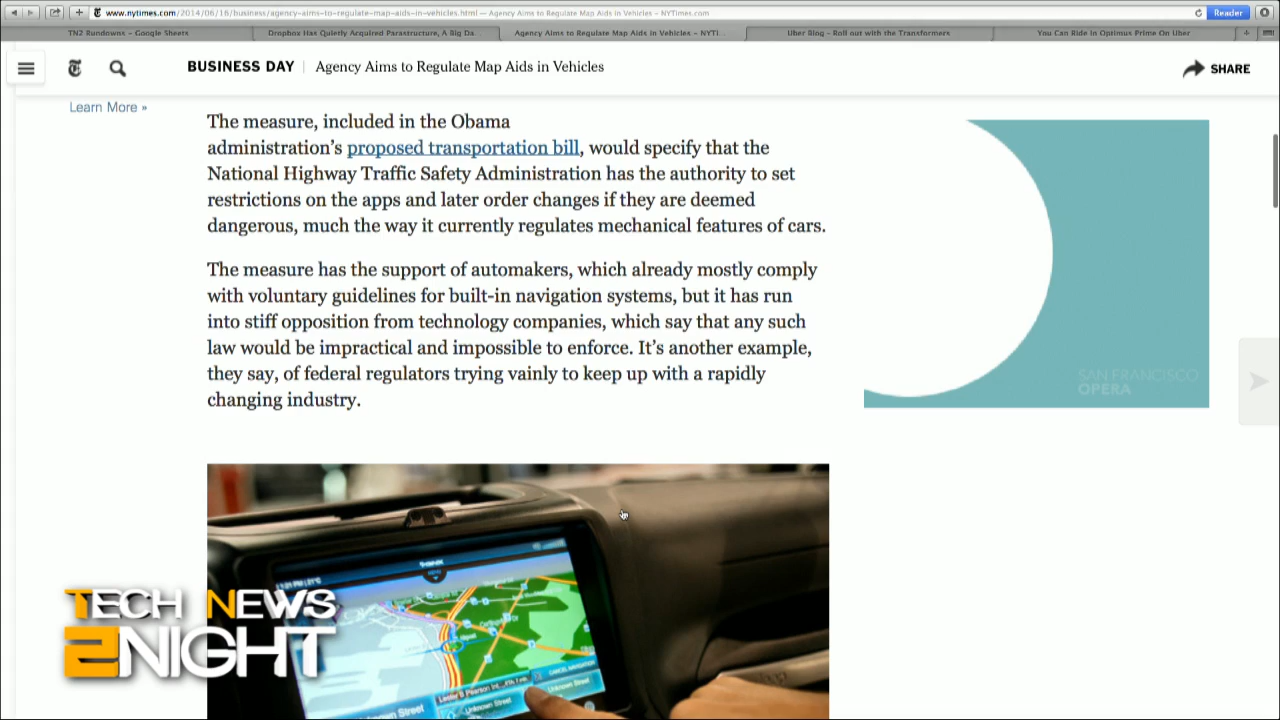 www.nytimes.com/2014/06/16/business/agency-aims-to-regulate-map-aids-in-vehicles.html — Agency Aims to Regulate Map Aids in Vehicles – NYTimes.com
Reader
TN2 Rundowns – Google Sheets
Dropbox Has Quietly Acquired Parastructure, A Big Da...
Agency Aims to Regulate Map Aids in Vehicles – NYTi...
Uber Blog – Roll out with the Transformers
You Can Ride In Optimus Prime On Uber
BUSINESS DAY
Agency Aims to Regulate Map Aids in Vehicles
SHARE
Learn More »
The measure, included in the Obama
administration’s proposed transportation bill, would specify that the
National Highway Traffic Safety Administration has the authority to set
restrictions on the apps and later order changes if they are deemed
dangerous, much the way it currently regulates mechanical features of cars.
The measure has the support of automakers, which already mostly comply
with voluntary guidelines for built-in navigation systems, but it has run
into stiff opposition from technology companies, which say that any such
law would be impractical and impossible to enforce. It’s another example,
they say, of federal regulators trying vainly to keep up with a rapidly
changing industry.
SAN FRANCISCO
OPERA
CANCEL NAVIGATION
Unknown Street
Unknown Street
Unknown Street
TECH NEWS
2NIGHT